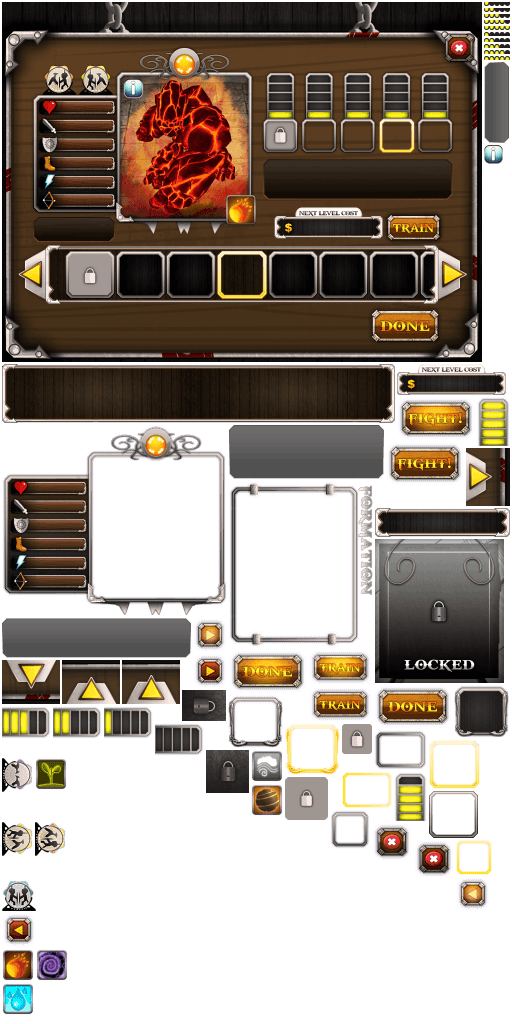 NEXT LEVEL COST
$
TRAIN
DONE
NEXT LEVEL COST
$
FIGHT!
FIGHT!
FORMATION
LOCKED
DONE
TRAIN
TRAIN
DONE